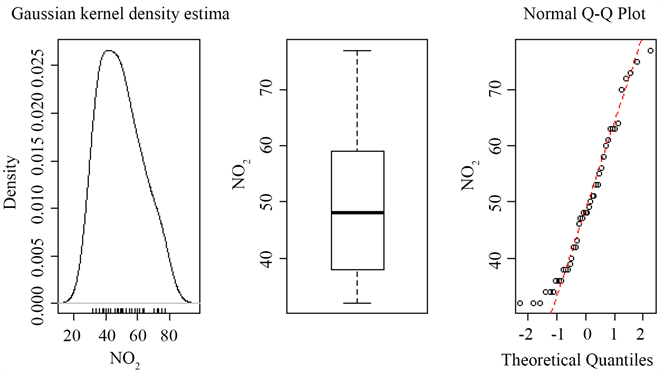 Gaussian kernel density estima
Density
0.000 0.005 0.010 0.015 0.020 0.025
20 40 60 80
NO2
NO2
40 50 60 70
Normal Q-Q Plot
NO2
40 50 60 70
-2 -1 0 1 2
Theoretical Quantiles